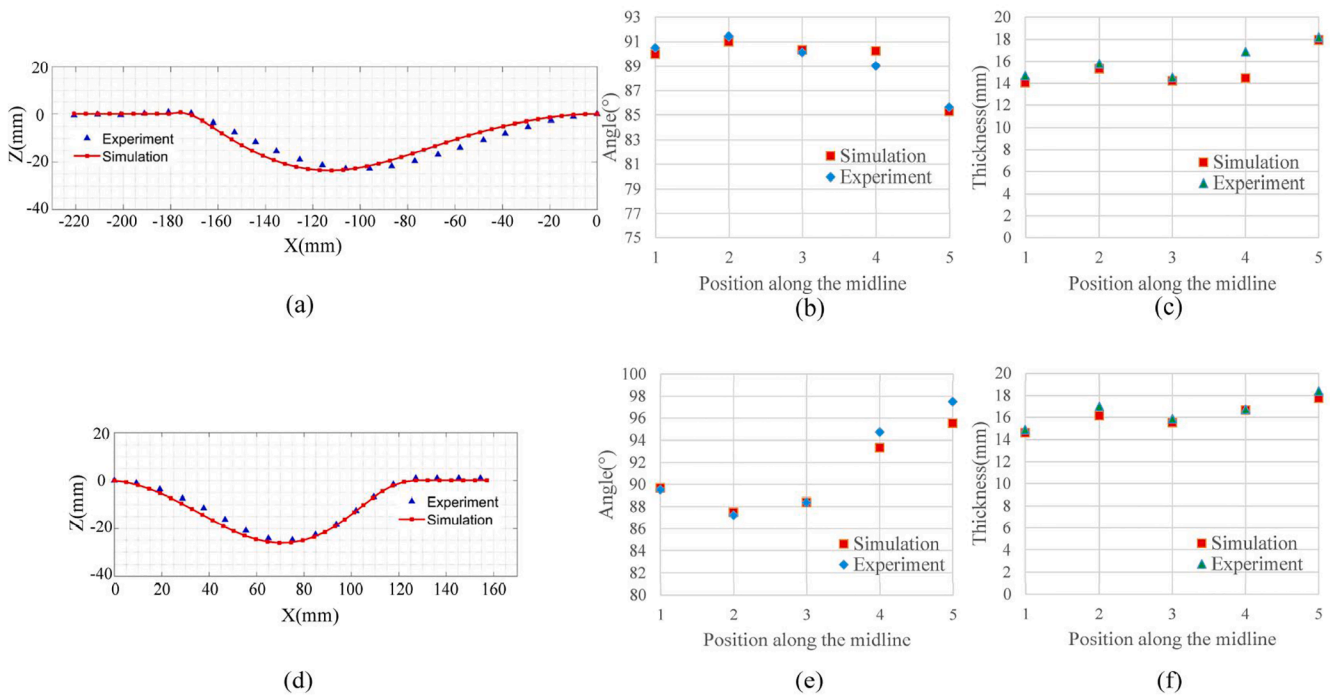 20
0
-20
-40
Z(mm)
Experiment
Simulation
-220 -200 -180 -160 -140 -120 -100 -80 -60 -40 -20 0
X(mm)
(a)
93
91
89
87
85
83
81
79
77
75
Angle(°)
Simulation
Experiment
1 2 3 4 5
Position along the midline
(b)
20
18
16
14
12
10
8
6
4
2
0
Thickness(mm)
Simulation
Experiment
1 2 3 4 5
Position along the midline
(c)
20
0
-20
-40
Z(mm)
Experiment
Simulation
0 20 40 60 80 100 120 140 160
X(mm)
(d)
100
98
96
94
92
90
88
86
84
82
80
Angle(°)
Simulation
Experiment
1 2 3 4 5
Position along the midline
(e)
20
18
16
14
12
10
8
6
4
2
0
Thickness(mm)
Simulation
Experiment
1 2 3 4 5
Position along the midline
(f)